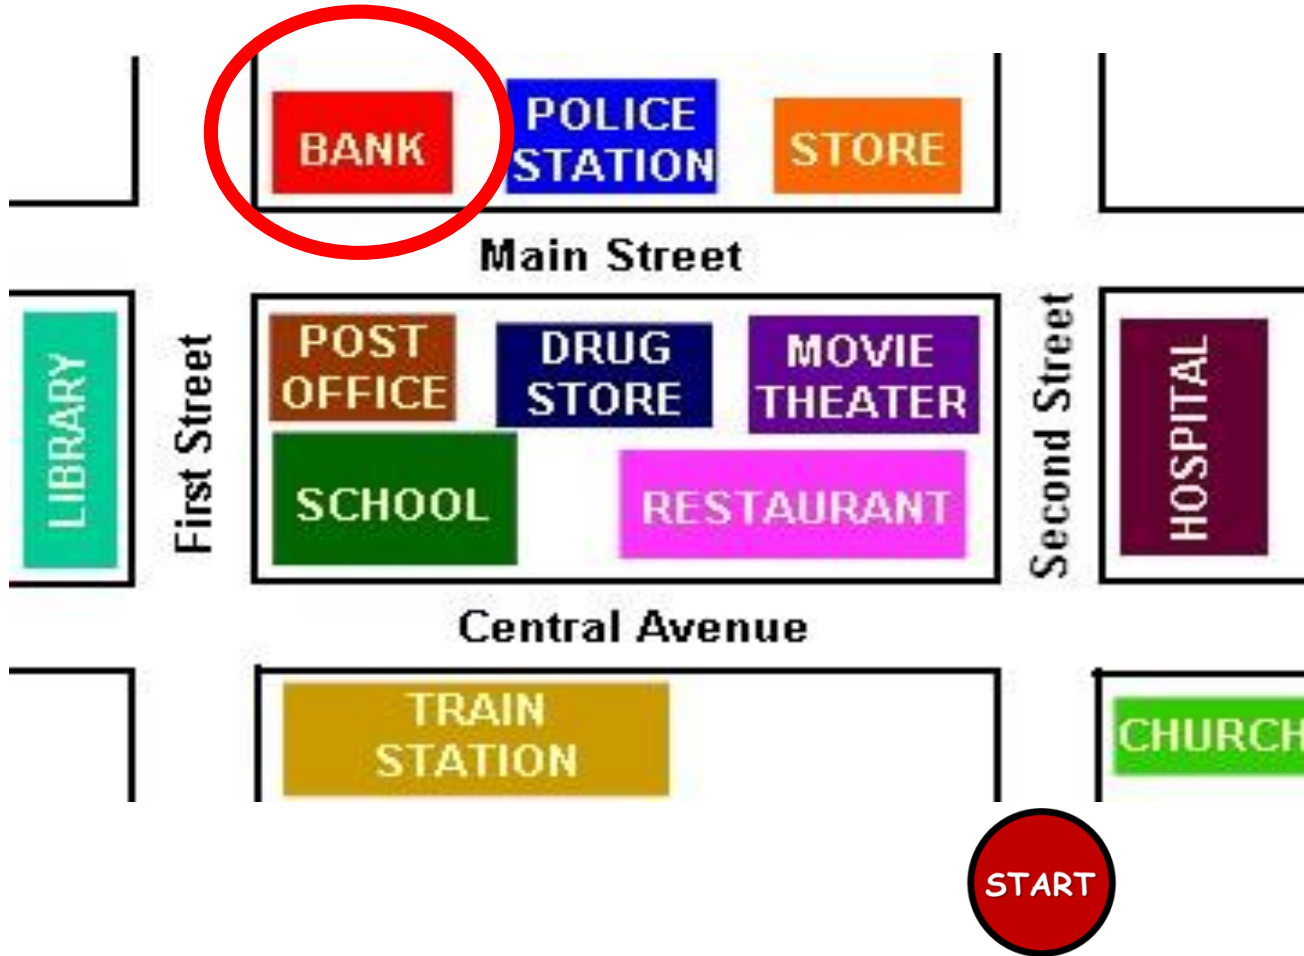 BANK
POLICE
STATION
STORE
Main Street
LIBRARY
First Street
POST
OFFICE
DRUG
STORE
MOVIE
THEATER
Second Street
HOSPITAL
SCHOOL
RESTAURANT
Central Avenue
TRAIN
STATION
CHURCH
START